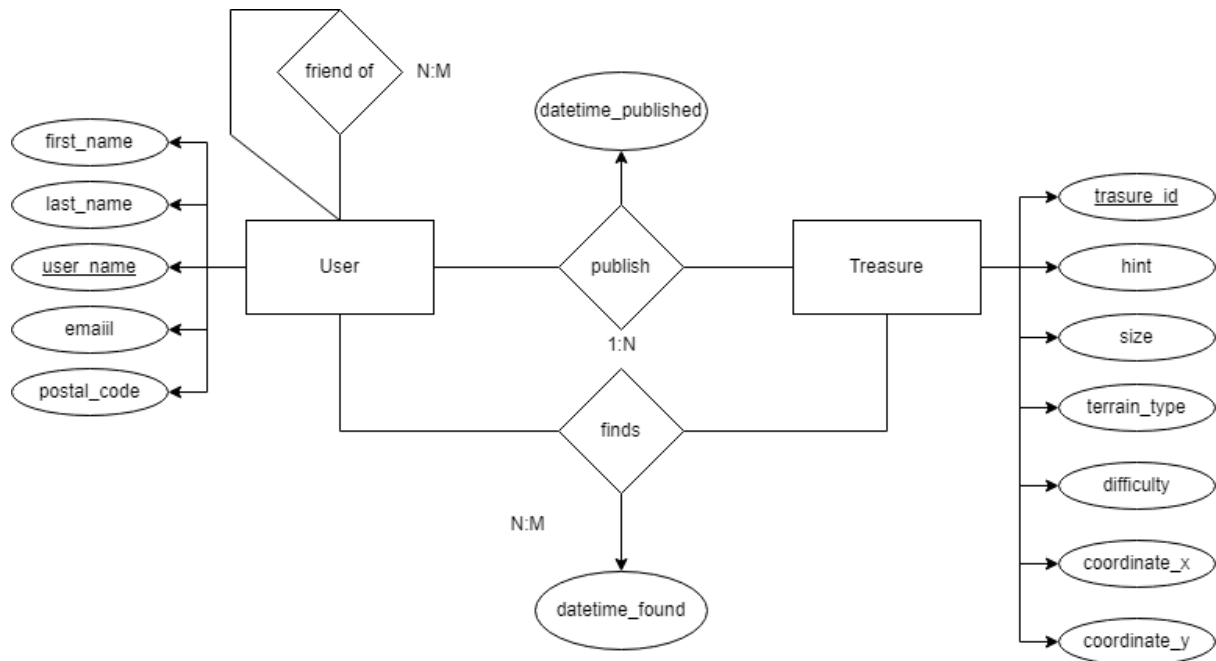 friend of
N:M
datetime_published
first_name
last_name
user_name
emaiil
postal_code
User
publish
1:N
Treasure
trasure_id
hint
size
terrain_type
difficulty
coordinate_x
coordinate_y
finds
N:M
datetime_found